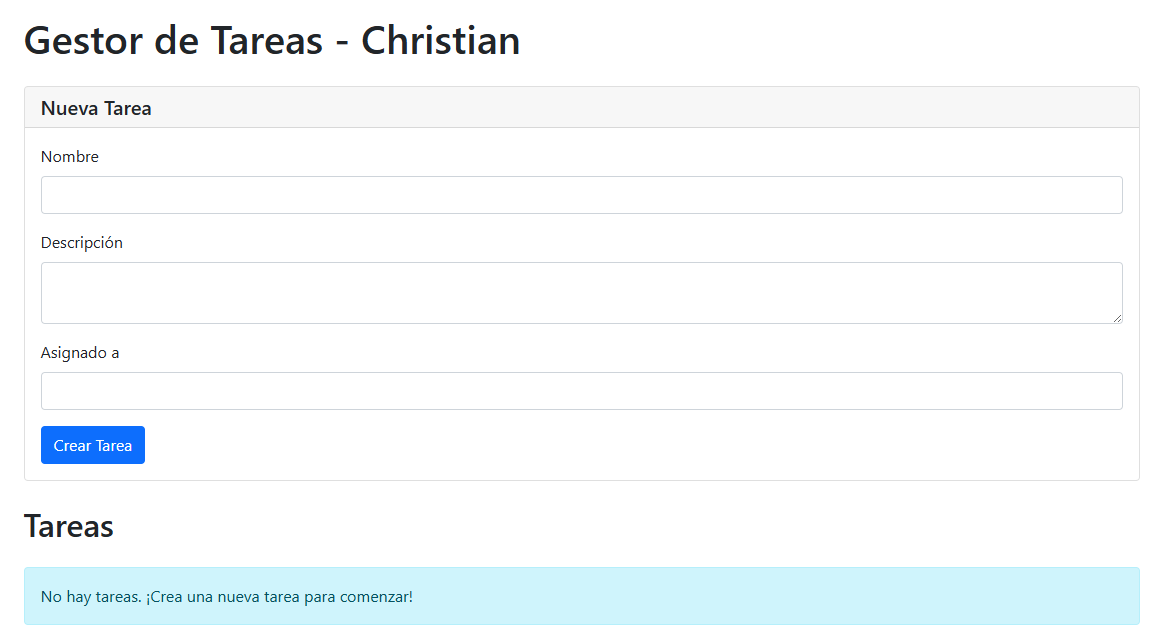 Gestor de Tareas - Christian
Nueva Tarea
Nombre
Descripción
Asignado a
Crear Tarea
Tareas
No hay tareas. ¡Crea una nueva tarea para comenzar!